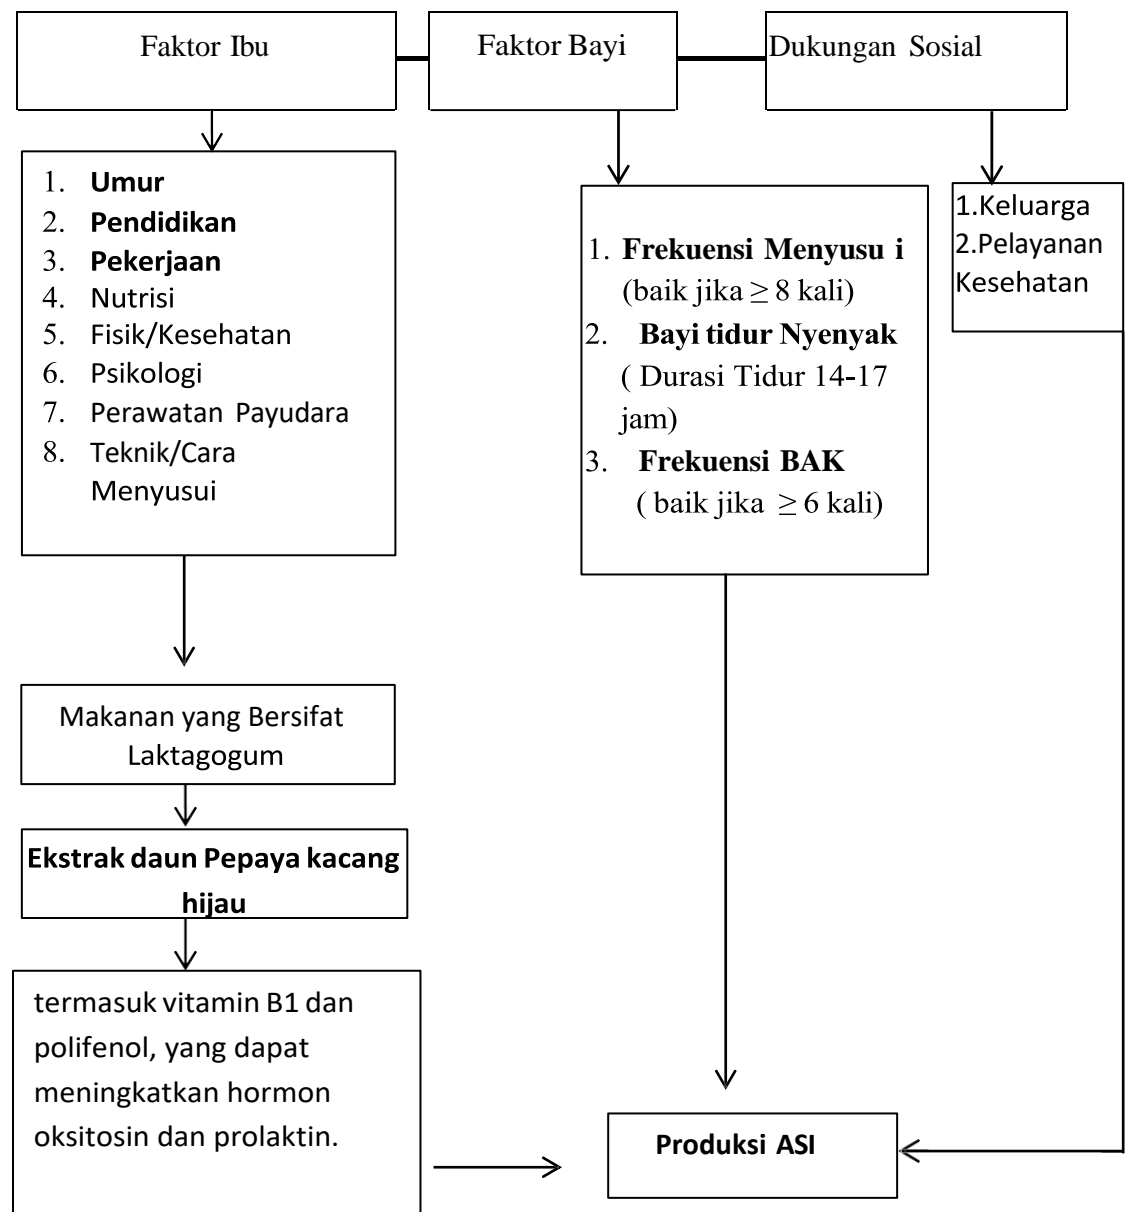 Faktor Ibu
Faktor Bayi
Dukungan Sosial
1. Umur
2. Pendidikan
3. Pekerjaan
4. Nutrisi
5. Fisik/Kesehatan
6. Psikologi
7. Perawatan Payudara
8. Teknik/Cara
Menyusui
1. Frekuensi Menyusu i
(baik jika ≥ 8 kali)
2. Bayi tidur Nyenyak
( Durasi Tidur 14-17
jam)
3. Frekuensi BAK
( baik jika ≥ 6 kali)
1.Keluarga
2.Pelayanan
Kesehatan
Makanan yang Bersifat
Laktagogum
Ekstrak daun Pepaya kacang
hijau
termasuk vitamin B1 dan
polifenol, yang dapat
meningkatkan hormon
oksitosin dan prolaktin.
Produksi ASI